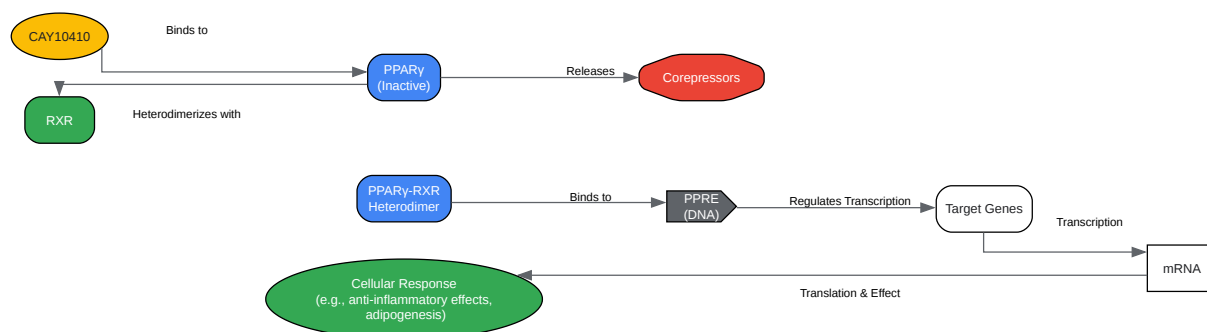 CAY10410
Binds to
PPARγ
(Inactive)
Releases
Corepressors
RXR
Heterodimerizes with
PPARγ-RXR
Heterodimer
Binds to
PPRE
(DNA)
Regulates Transcription
Target Genes
Transcription
mRNA
Cellular Response
(e.g., anti-inflammatory effects,
adipogenesis)
Translation & Effect